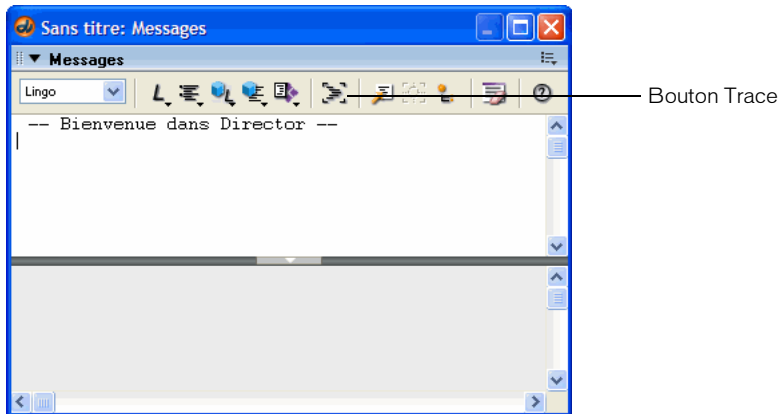 Sans titre: Messages
Messages
Lingo
Bouton Trace
-- Bienvenue dans Director --